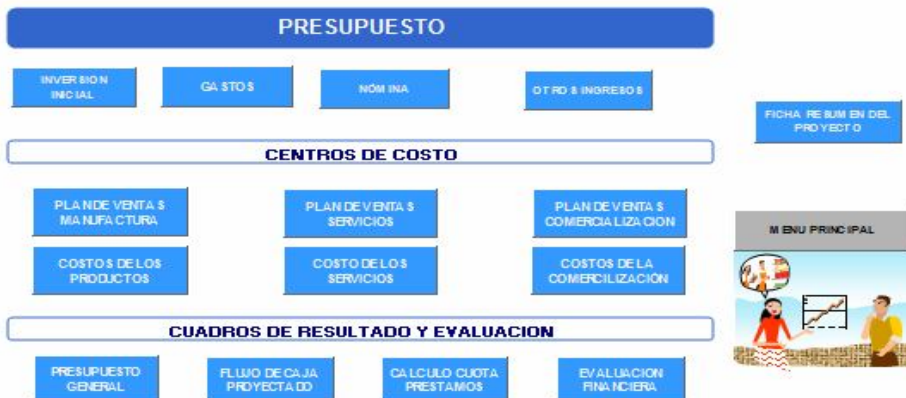 PRESUPUESTO
INVERSION
INICIAL
GASTOS
NÓMINA
OTROS INGRESOS
FICHA RESUMEN DEL
PROYECTO
CENTROS DE COSTO
PLAN DE VENTAS
MANUFACTURA
PLAN DE VENTAS
SERVICIOS
PLAN DE VENTAS
COMERCIALIZACION
MENU PRINCIPAL
COSTOS DE LOS
PRODUCTOS
COSTO DE LOS
SERVICIOS
COSTOS DE LA
COMERCILIZACIÓN
CUADROS DE RESULTADO Y EVALUACION
PRESUPUESTO
GENERAL
FLUJO DE CAJA
PROYECTADO
CALCULO CUOTA
PRESTAMOS
EVALUACION
FINANCIERA